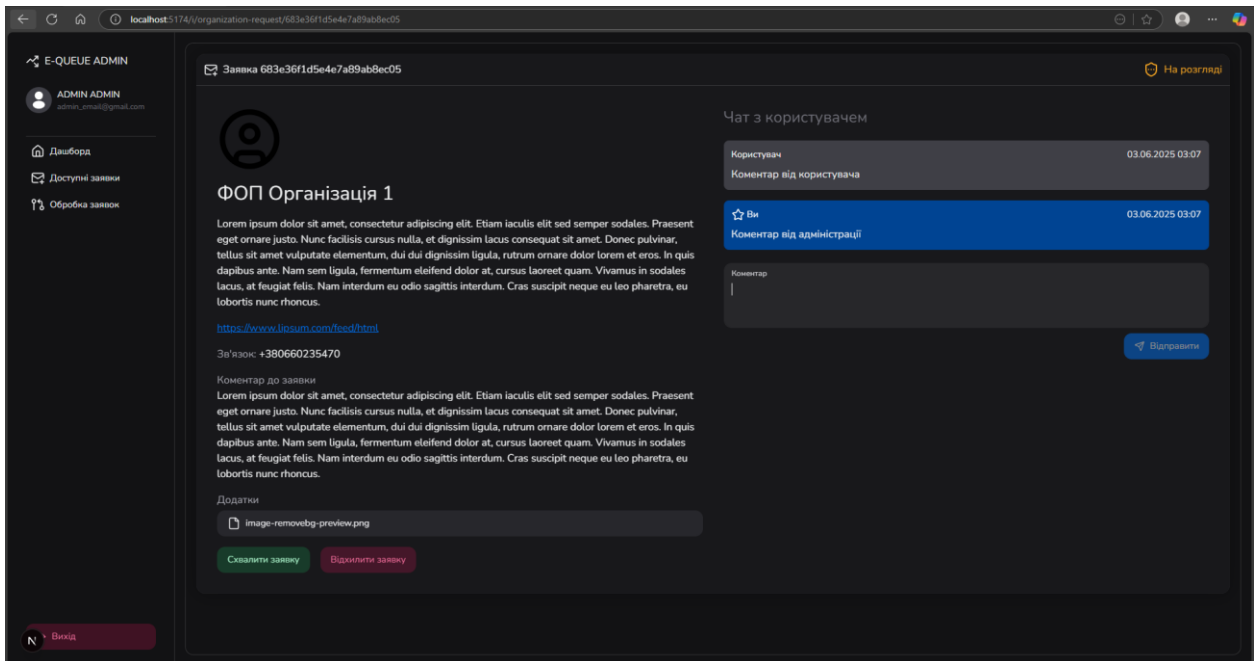 localhost:5174/i/organization-request/683e36f1d5e4e7a89ab8ec05
E-QUEUE ADMIN
ADMIN ADMIN
admin_email@gmail.com
Дашборд
Доступні заявки
Обробка заявок
Вихід
N
Заявка 683e36f1d5e4e7a89ab8ec05
На розгляді
ФОП Організація 1
Lorem ipsum dolor sit amet, consectetur adipiscing elit. Etiam iaculis elit sed semper sodales. Praesent
eget ornare justo. Nunc facilisis cursus nulla, et dignissim lacus consequat sit amet. Donec pulvinar,
tellus sit amet vulputate elementum, dui dui dignissim ligula, rutrum ornare dolor lorem et eros. In quis
dapibus ante. Nam sem ligula, fermentum eleifend dolor at, cursus laoreet quam. Vivamus in sodales
lacus, at feugiat felis. Nam interdum eu odio sagittis interdum. Cras suscipit neque eu leo pharetra, eu
lobortis nunc rhoncus.
https://www.lipsum.com/feed/html
Зв'язок: +380660235470
Коментар до заявки
Lorem ipsum dolor sit amet, consectetur adipiscing elit. Etiam iaculis elit sed semper sodales. Praesent
eget ornare justo. Nunc facilisis cursus nulla, et dignissim lacus consequat sit amet. Donec pulvinar,
tellus sit amet vulputate elementum, dui dui dignissim ligula, rutrum ornare dolor lorem et eros. In quis
dapibus ante. Nam sem ligula, fermentum eleifend dolor at, cursus laoreet quam. Vivamus in sodales
lacus, at feugiat felis. Nam interdum eu odio sagittis interdum. Cras suscipit neque eu leo pharetra, eu
lobortis nunc rhoncus.
Додатки
image-removebg-preview.png
Схвалити заявку
Відхилити заявку
Чат з користувачем
Користувач 03.06.2025 03:07
Коментар від користувача
Ви 03.06.2025 03:07
Коментар від адміністрації
Коментар
Відправити